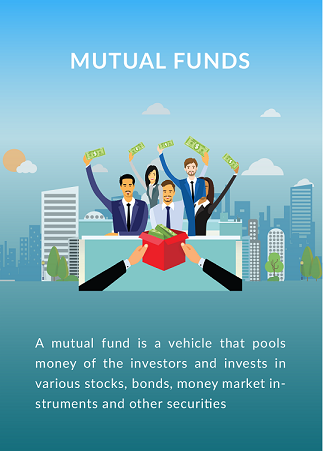 MUTUAL FUNDS
A mutual fund is a vehicle that pools
money of the investors and invests in
various stocks, bonds, money market in-
struments and other securities